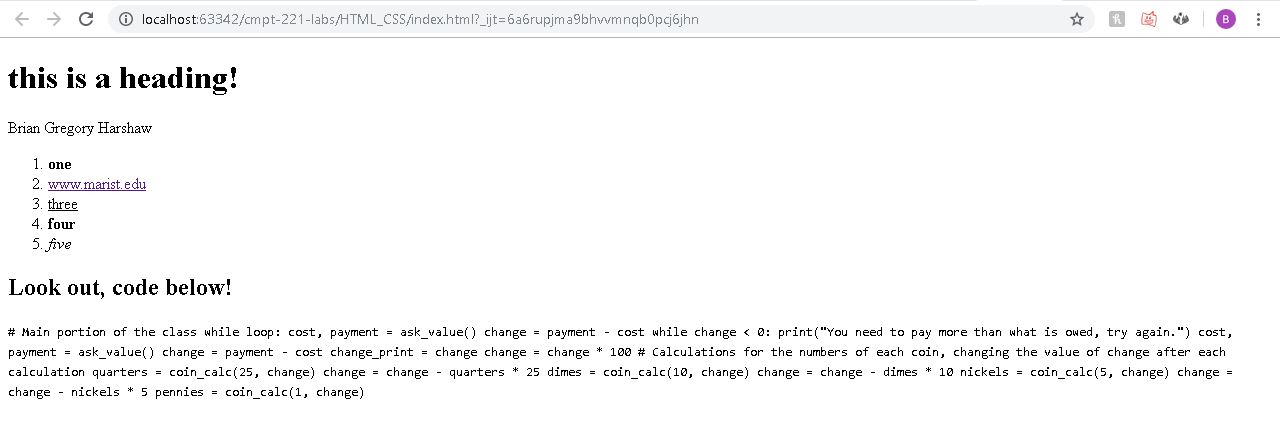 localhost:63342/cmpt-221-labs/HTML_CSS/index.html?_ijt=6a6rupjma9bhvvmnqb0pcj6jhn
B
this is a heading!
Brian Gregory Harshaw
1. one
2. www.marist.edu
3. three
4. four
5. five
Look out, code below!
# Main portion of the class while loop: cost, payment = ask_value() change = payment - cost while change < 0: print("You need to pay more than what is owed, try again.") cost,
payment = ask_value() change = payment - cost change_print = change change = change * 100 # Calculations for the numbers of each coin, changing the value of change after each
calculation quarters = coin_calc(25, change) change = change - quarters * 25 dimes = coin_calc(10, change) change = change - dimes * 10 nickels = coin_calc(5, change) change =
change - nickels * 5 pennies = coin_calc(1, change)